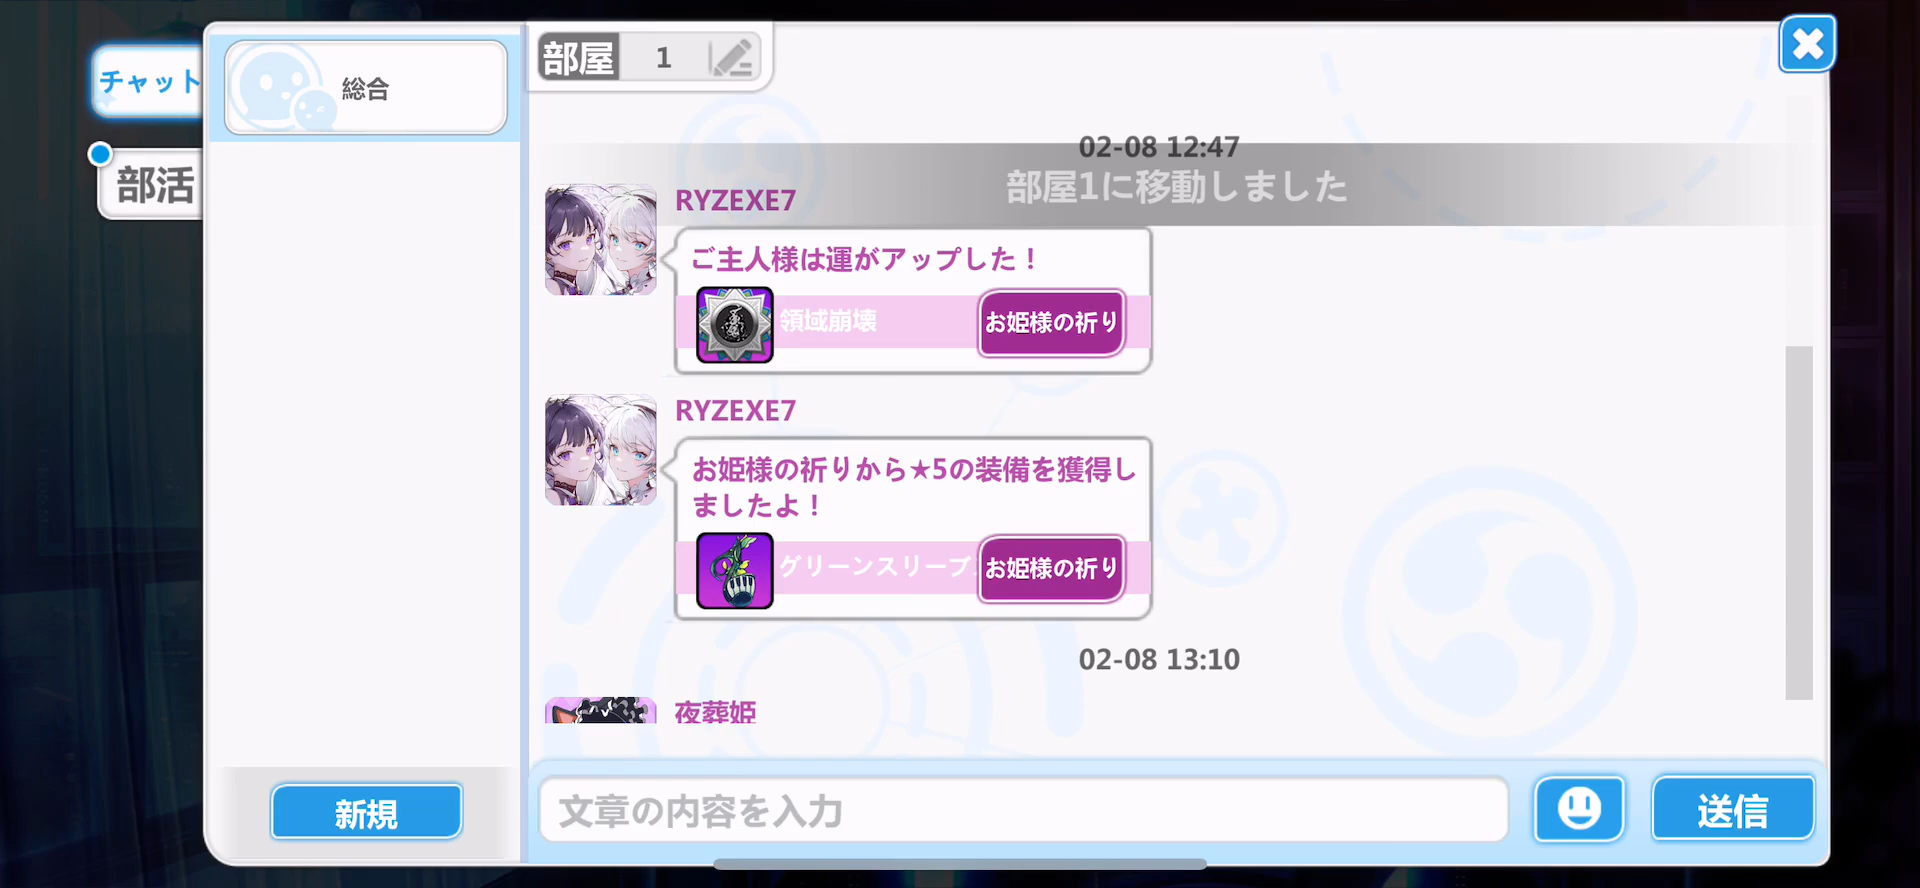 チャット
部活
総合
部屋 1
02-08 12:47
部屋1に移動しました
RYZEXE7
ご主人様は運がアップした！
領域崩壊
お姫様の祈り
RYZEXE7
お姫様の祈りから★5の装備を獲得し
ましたよ！
グリーンスリーブ
お姫様の祈り
02-08 13:10
夜葬姫
新規
文章の内容を入力
送信